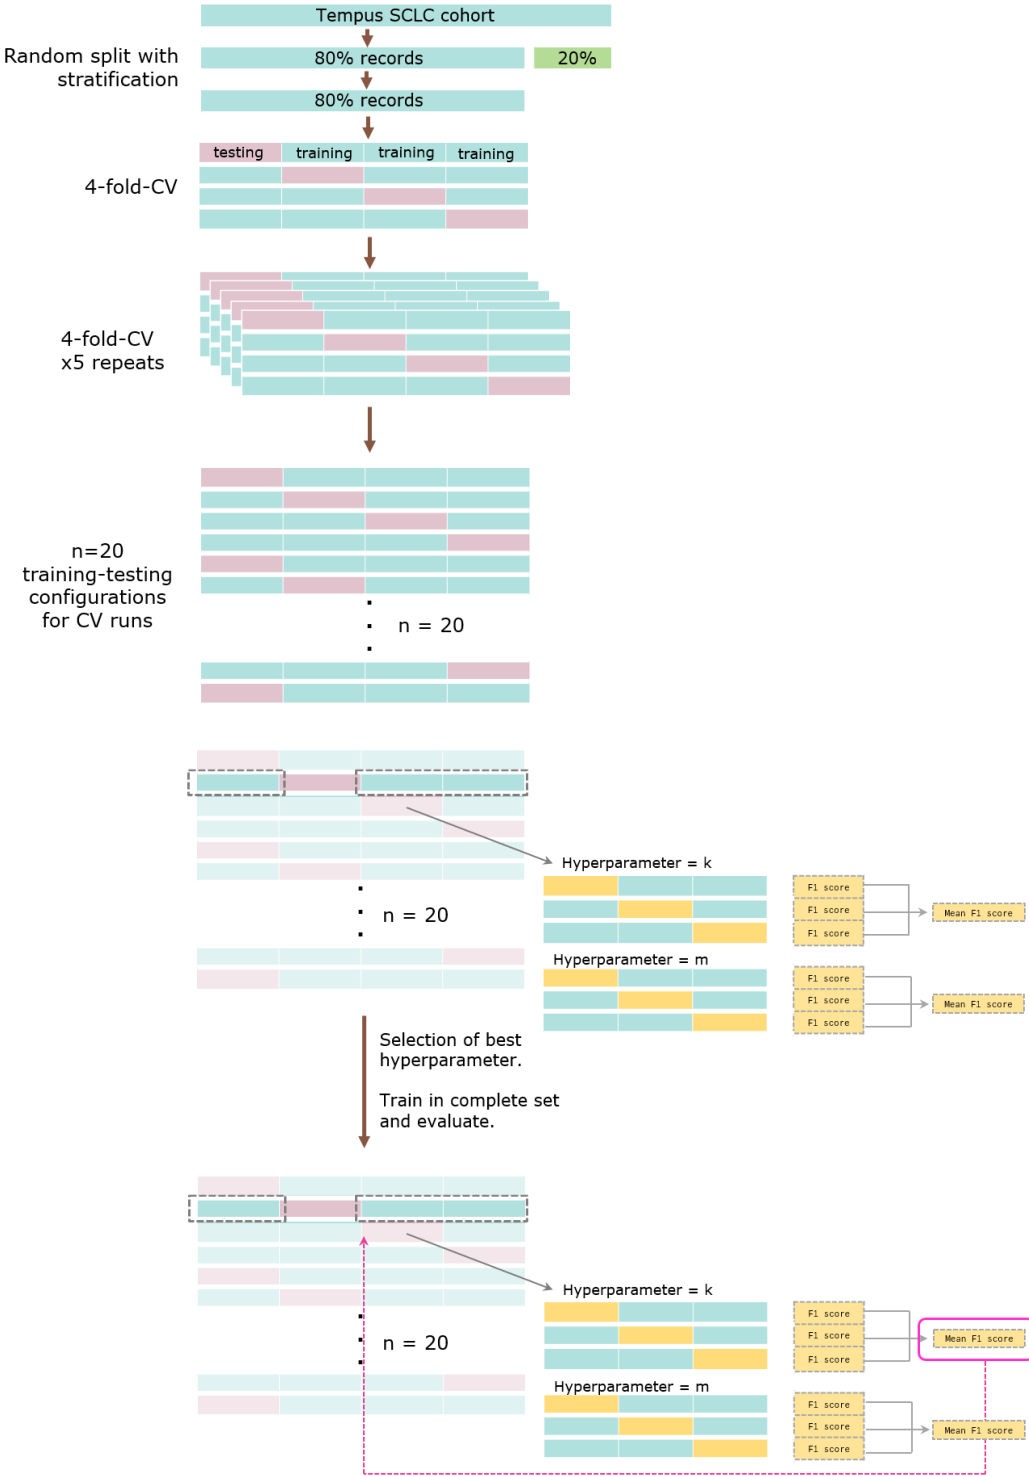 Tempus SCLC cohort
Random split with
stratification
80% records
20%
80% records
testing
training
training
training
4-fold-CV
4-fold-CV
x5 repeats
n=20
training-testing
configurations
for CV runs
n = 20
Hyperparameter = k
F1 score
F1 score
F1 score
Mean F1 score
n = 20
Hyperparameter = m
F1 score
F1 score
F1 score
Mean F1 score
Selection of best
hyperparameter.
Train in complete set
and evaluate.
Hyperparameter = k
F1 score
F1 score
F1 score
Mean F1 score
n = 20
Hyperparameter = m
F1 score
F1 score
F1 score
Mean F1 score